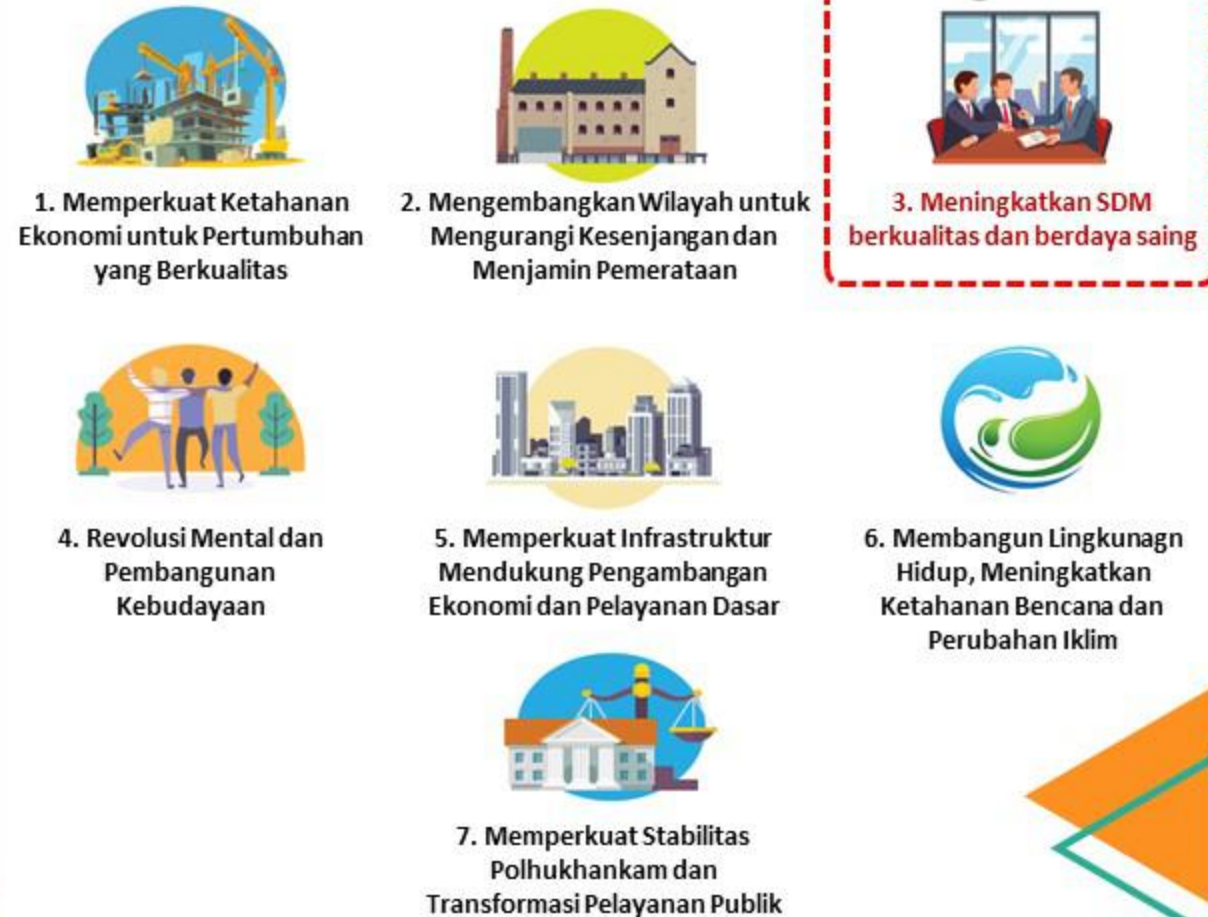 1. Memperkuat Ketahanan
Ekonomi untuk Pertumbuhan
yang Berkualitas
2. Mengembangkan Wilayah untuk
Mengurangi Kesenjangan dan
Menjamin Pemerataan
3. Meningkatkan SDM
berkualitas dan berdaya saing
4. Revolusi Mental dan
Pembangunan
Kebudayaan
5. Memperkuat Infrastruktur
Mendukung Pengambangan
Ekonomi dan Pelayanan Dasar
6. Membangun Lingkunagn
Hidup, Meningkatkan
Ketahanan Bencana dan
Perubahan Iklim
7. Memperkuat Stabilitas
Polhukhankam dan
Transformasi Pelayanan Publik